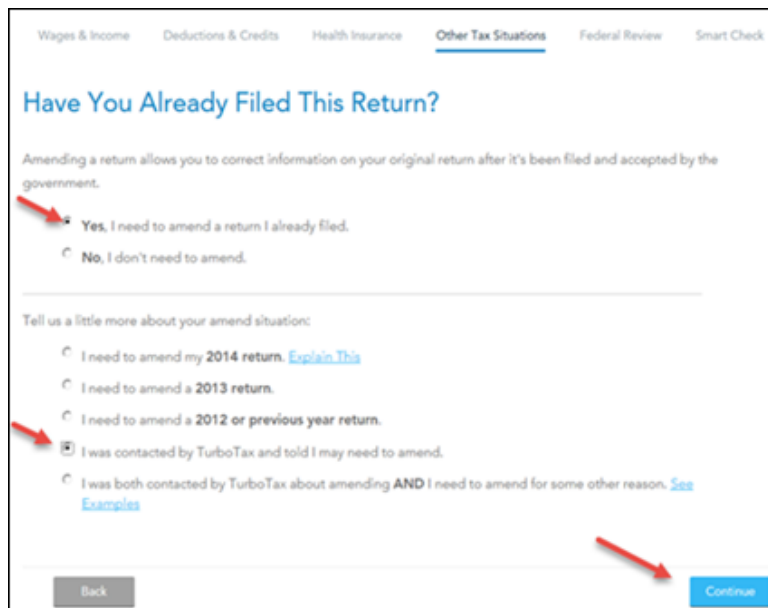 Wages & Income Deductions & Credits Health Insurance Other Tax Situations Federal Review Smart Check
Have You Already Filed This Return?
Amending a return allows you to correct information on your original return after it's been filed and accepted by the
government.
Yes, I need to amend a return I already filed.
No, I don't need to amend.
Tell us a little more about your amend situation:
I need to amend my 2014 return. Explain This
I need to amend a 2013 return.
I need to amend a 2012 or previous year return.
I was contacted by TurboTax and told I may need to amend.
I was both contacted by TurboTax about amending AND I need to amend for some other reason. See
Examples
Back Continue